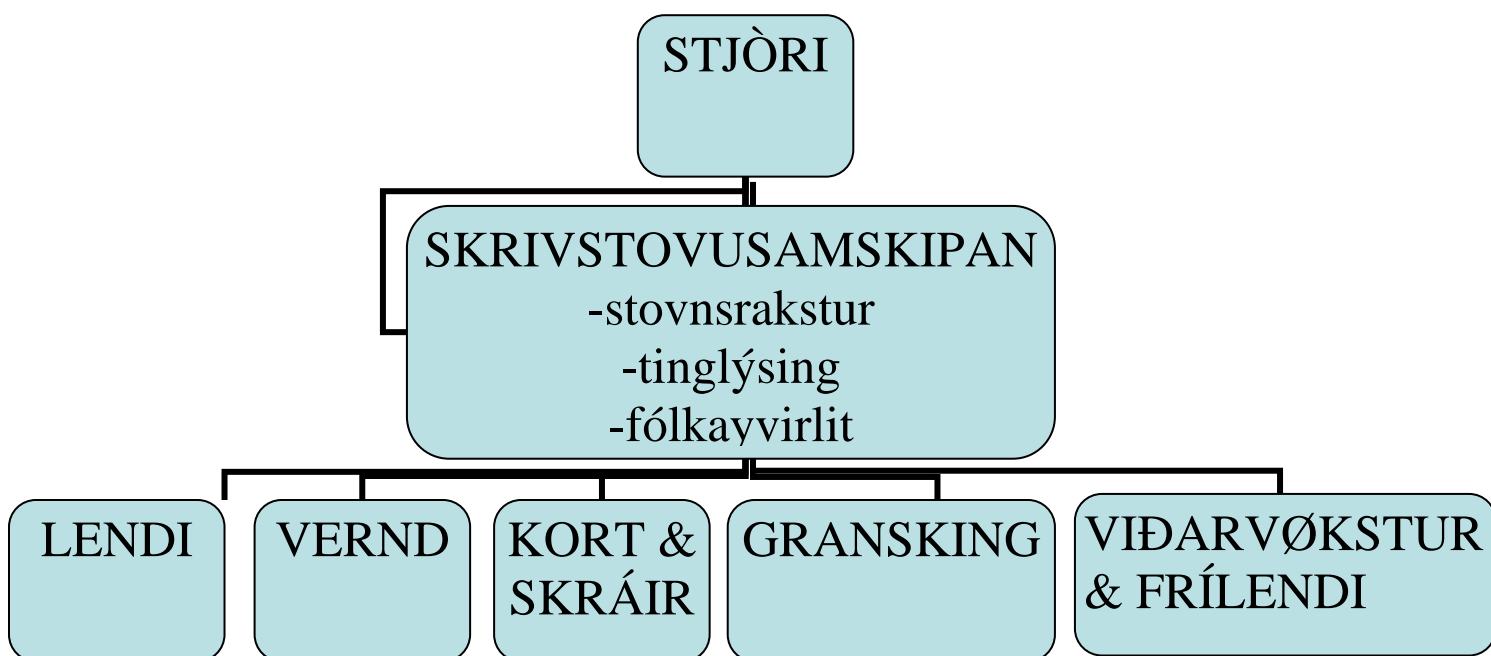 STJÒRI
SKRIVSTOVUSAMSKIPAN
-stovnsrakstur
-tinglýsing
-fólkayvirlit
LENDI
VERND
KORT &
SKRÁIR
GRANSKING
VIÐARVØKSTUR
& FRÍLENDI